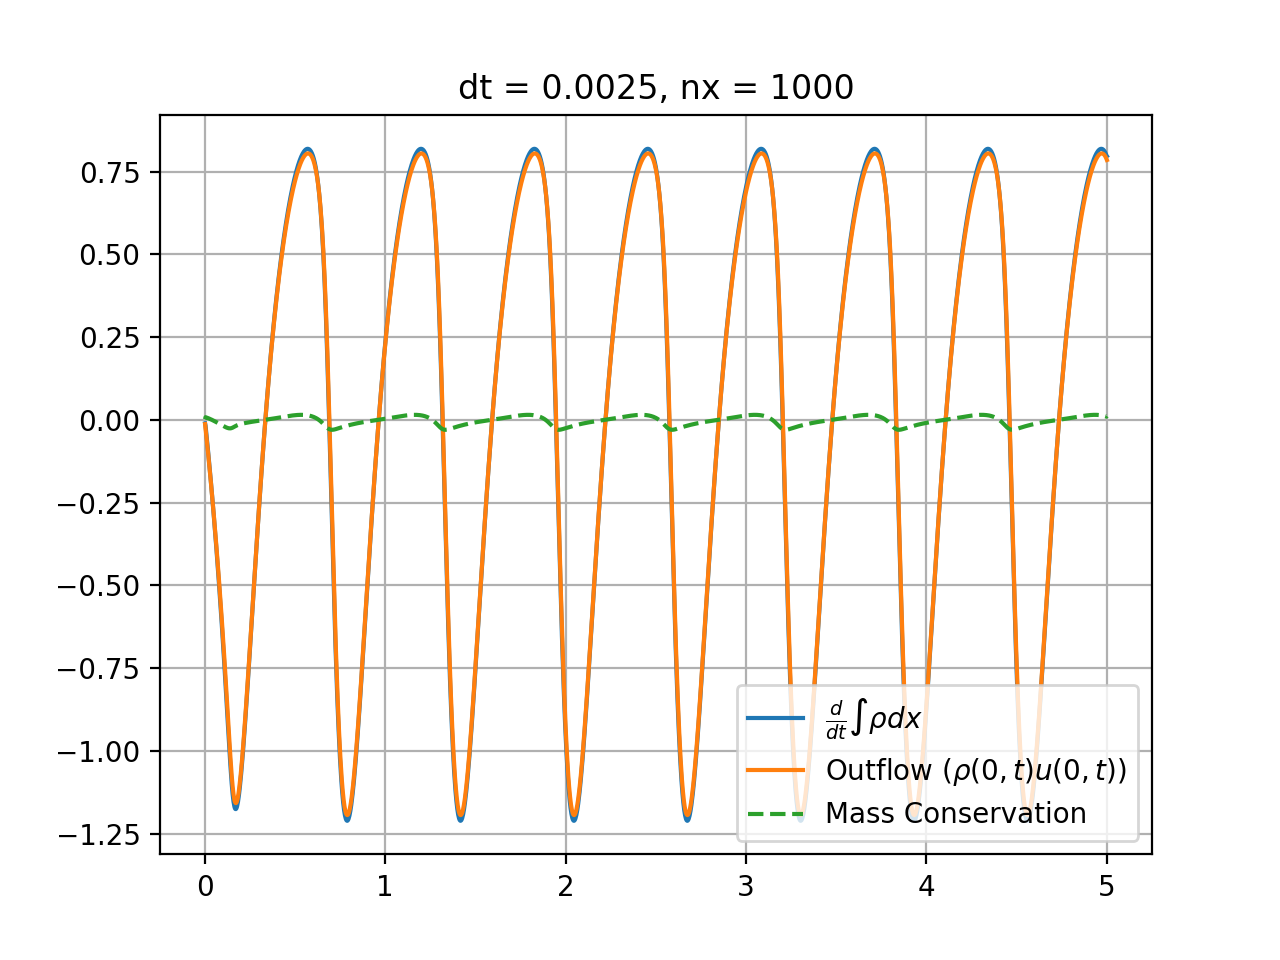 dt = 0.0025, nx = 1000
0.75
0.50
0.25
0.00
−0.25
−0.50
−0.75
−1.00
−1.25
d/dt ∫ρdx
Outflow (ρ(0, t)u(0, t))
Mass Conservation
0 1 2 3 4 5